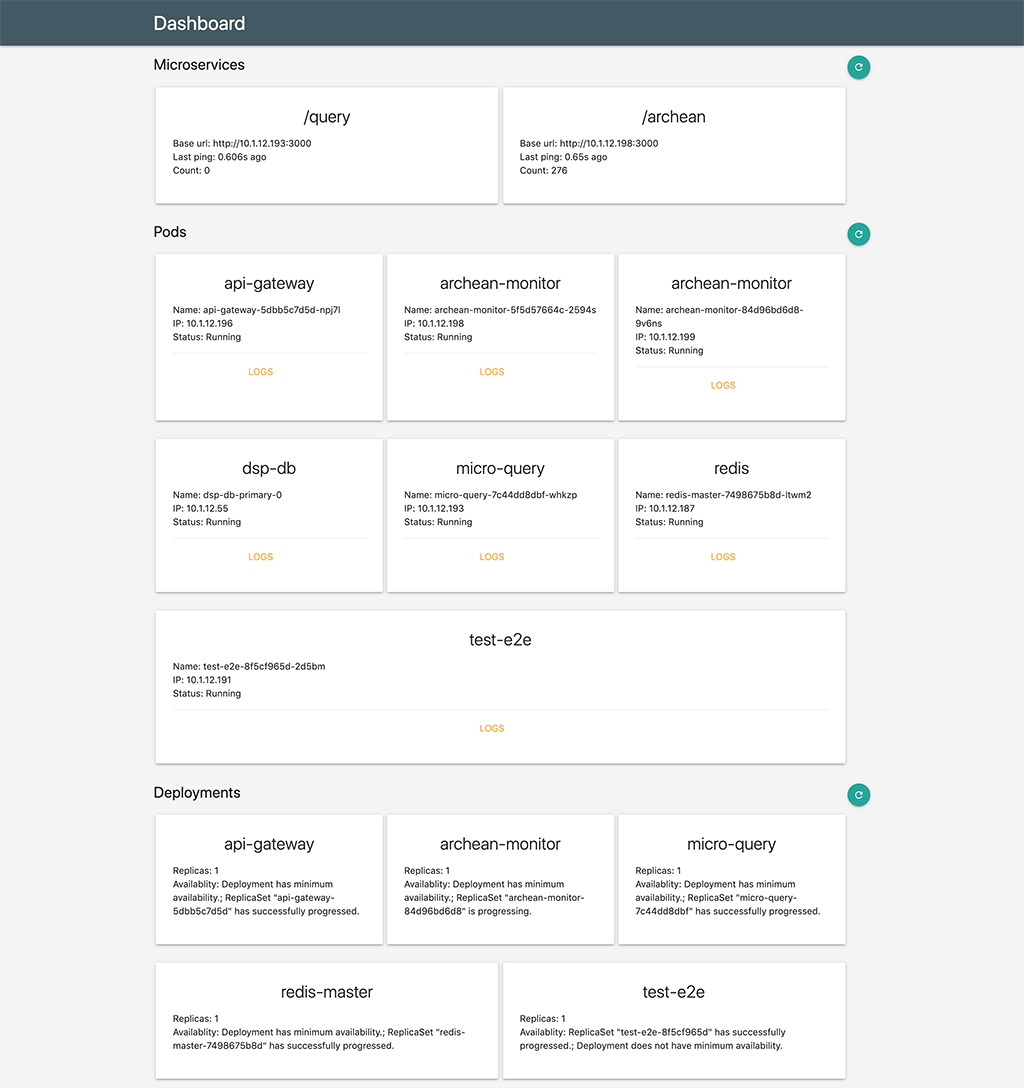 Dashboard
Microservices
/query
Base url: http://10.1.12.193:3000
Last ping: 0.606s ago
Count: 0
/archean
Base url: http://10.1.12.198:3000
Last ping: 0.65s ago
Count: 276
Pods
api-gateway
Name: api-gateway-5dbb5c7d5d-npj7l
IP: 10.1.12.196
Status: Running
LOGS
archean-monitor
Name: archean-monitor-5f5d57664c-2594s
IP: 10.1.12.198
Status: Running
LOGS
archean-monitor
Name: archean-monitor-84d96bd6d8-
9v6ns
IP: 10.1.12.199
Status: Running
LOGS
dsp-db
Name: dsp-db-primary-0
IP: 10.1.12.55
Status: Running
LOGS
micro-query
Name: micro-query-7c44dd8dbf-whkzp
IP: 10.1.12.193
Status: Running
LOGS
redis
Name: redis-master-7498675b8d-ltwm2
IP: 10.1.12.187
Status: Running
LOGS
test-e2e
Name: test-e2e-8f5cf965d-2d5bm
IP: 10.1.12.191
Status: Running
LOGS
Deployments
api-gateway
Replicas: 1
Availablity: Deployment has minimum
availability.; ReplicaSet "api-gateway-
5dbb5c7d5d" has successfully progressed.
archean-monitor
Replicas: 1
Availablity: Deployment has minimum
availability.; ReplicaSet "archean-monitor-
84d96bd6d8" is progressing.
micro-query
Replicas: 1
Availablity: Deployment has minimum
availability.; ReplicaSet "micro-query-
7c44dd8dbf" has successfully progressed.
redis-master
Replicas: 1
Availablity: Deployment has minimum availability.; ReplicaSet "redis-
master-7498675b8d" has successfully progressed.
test-e2e
Replicas: 1
Availablity: ReplicaSet "test-e2e-8f5cf965d" has successfully
progressed.; Deployment does not have minimum availability.